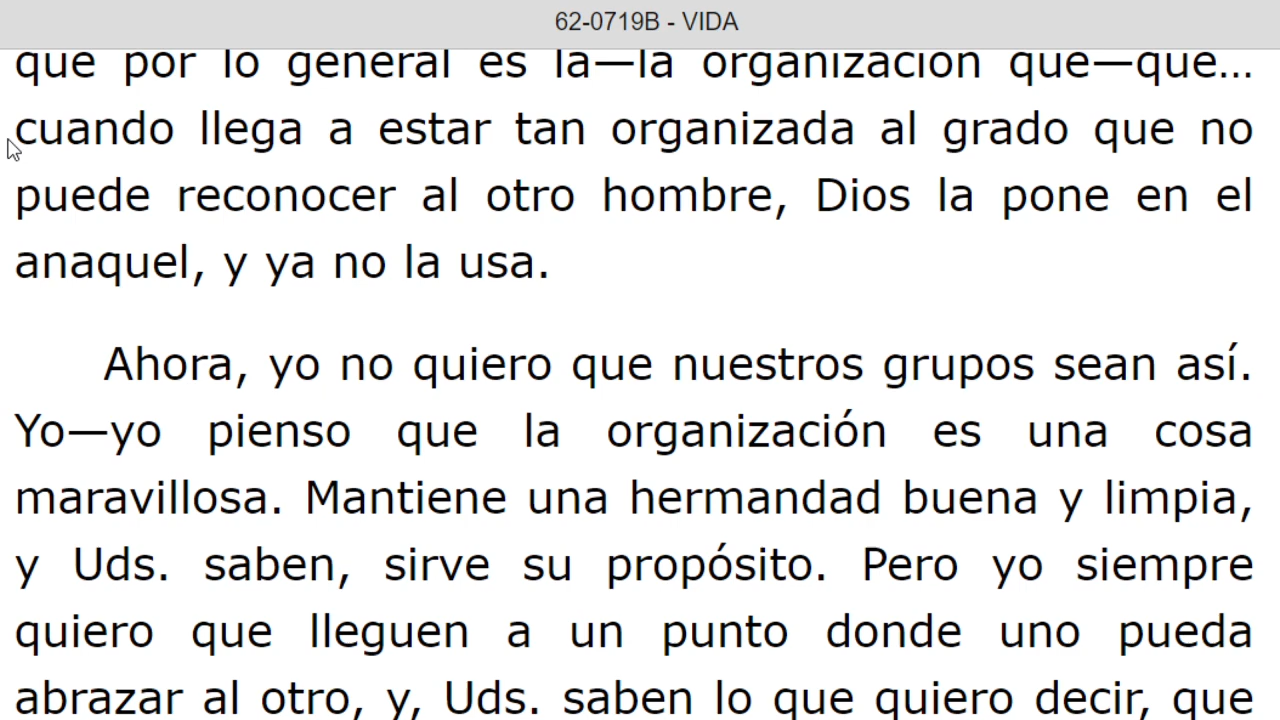 62-0719B - VIDA
que por lo general es la—la organización que—que...
cuando llega a estar tan organizada al grado que no
puede reconocer al otro hombre, Dios la pone en el
anaquel, y ya no la usa.
Ahora, yo no quiero que nuestros grupos sean así.
Yo—yo pienso que la organización es una cosa
maravillosa. Mantiene una hermandad buena y limpia,
y Uds. saben, sirve su propósito. Pero yo siempre
quiero que lleguen a un punto donde uno pueda
abrazar al otro, y, Uds. saben lo que quiero decir, que